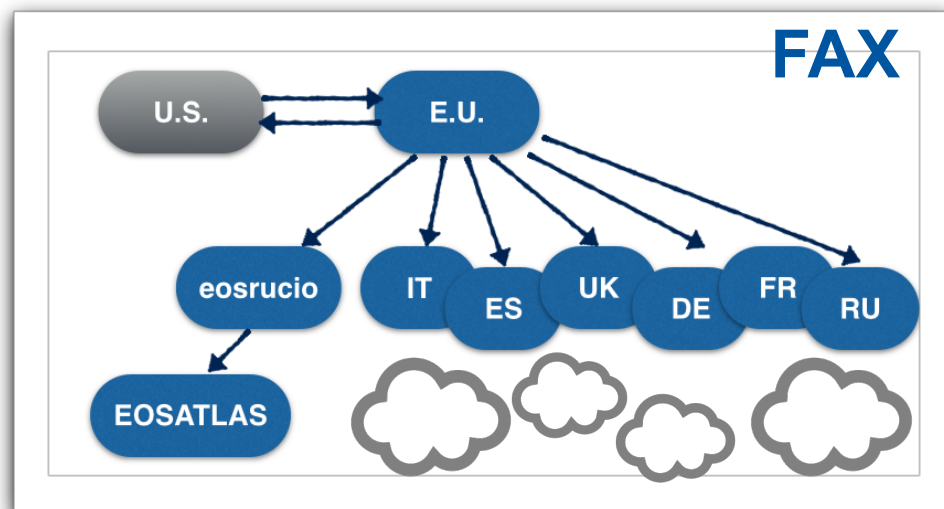 FAX
U.S.
E.U.
eosrucio
IT
ES
UK
DE
FR
RU
EOSATLAS